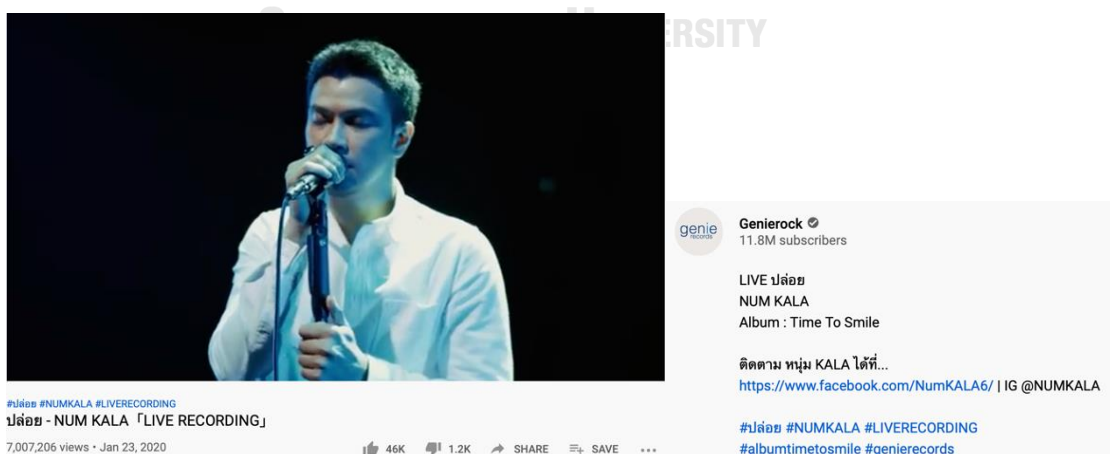 ERSITY
#ปล่อย #NUMKALA #LIVERECORDING
ปล่อย - NUM KALA「LIVE RECORDING」
7,007,206 views • Jan 23, 2020
46K 1.2K SHARE SAVE
genie
records
Genierock
11.8M subscribers
LIVE ปล่อย
NUM KALA
Album : Time To Smile
ติดตาม หนุ่ม KALA ได้ที่...
https://www.facebook.com/NumKALA6/ | IG @NUMKALA
#ปล่อย #NUMKALA #LIVERECORDING
#albumtimetosmile #genierecords